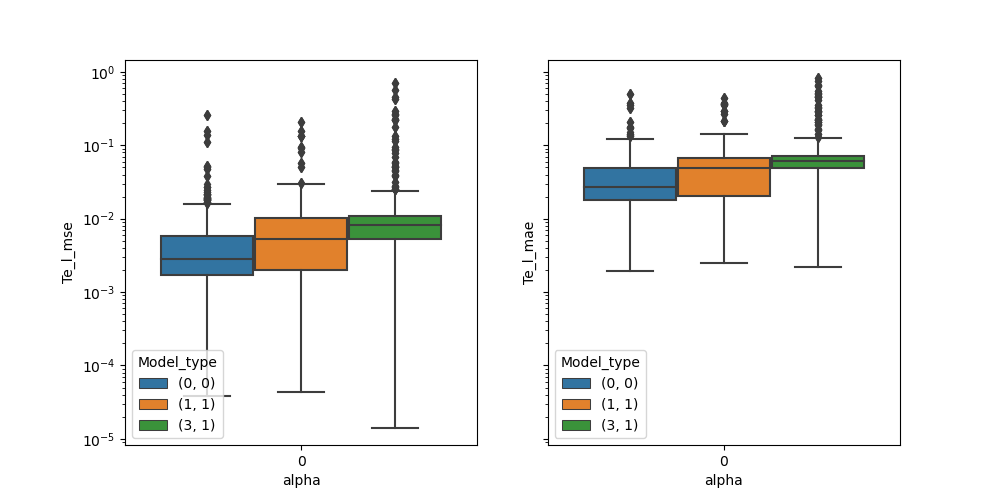 10⁰
10⁻¹
10⁻²
10⁻³
10⁻⁴
10⁻⁵
Te_l_mse
Model_type
(0, 0)
(1, 1)
(3, 1)
0
alpha
Te_l_mae
Model_type
(0, 0)
(1, 1)
(3, 1)
0
alpha